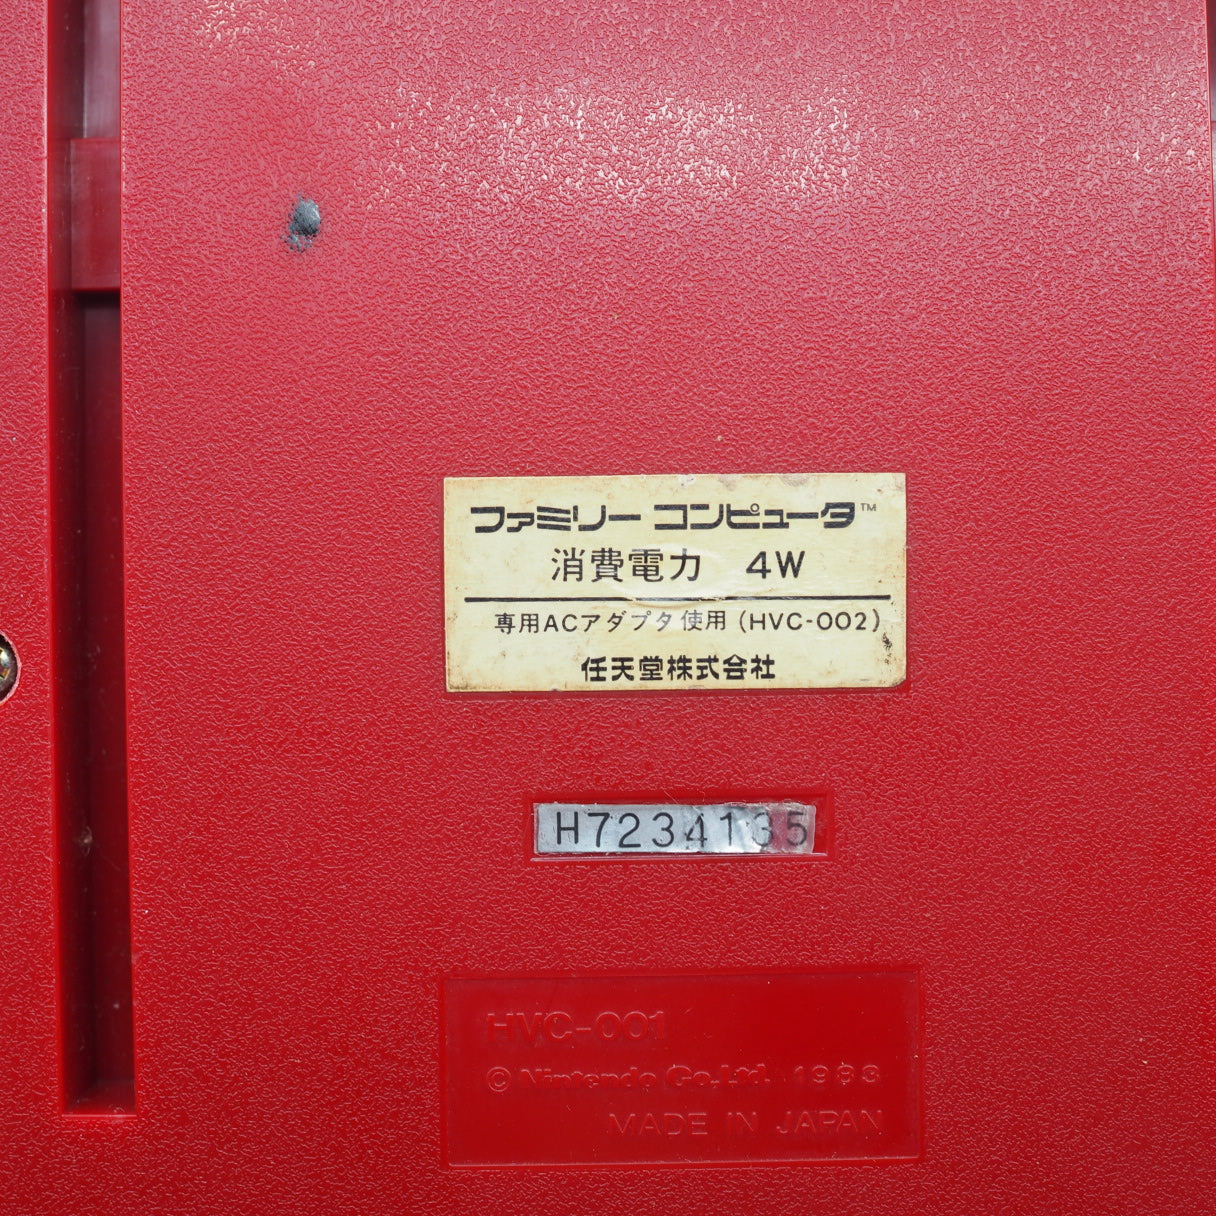 ファミリー コンピュータ™
消費電力 4W
専用ACアダプタ使用 (HVC-002)
任天堂株式会社
H7234135
HVC-001
© Nintendo Co.Ltd. 1983
MADE IN JAPAN